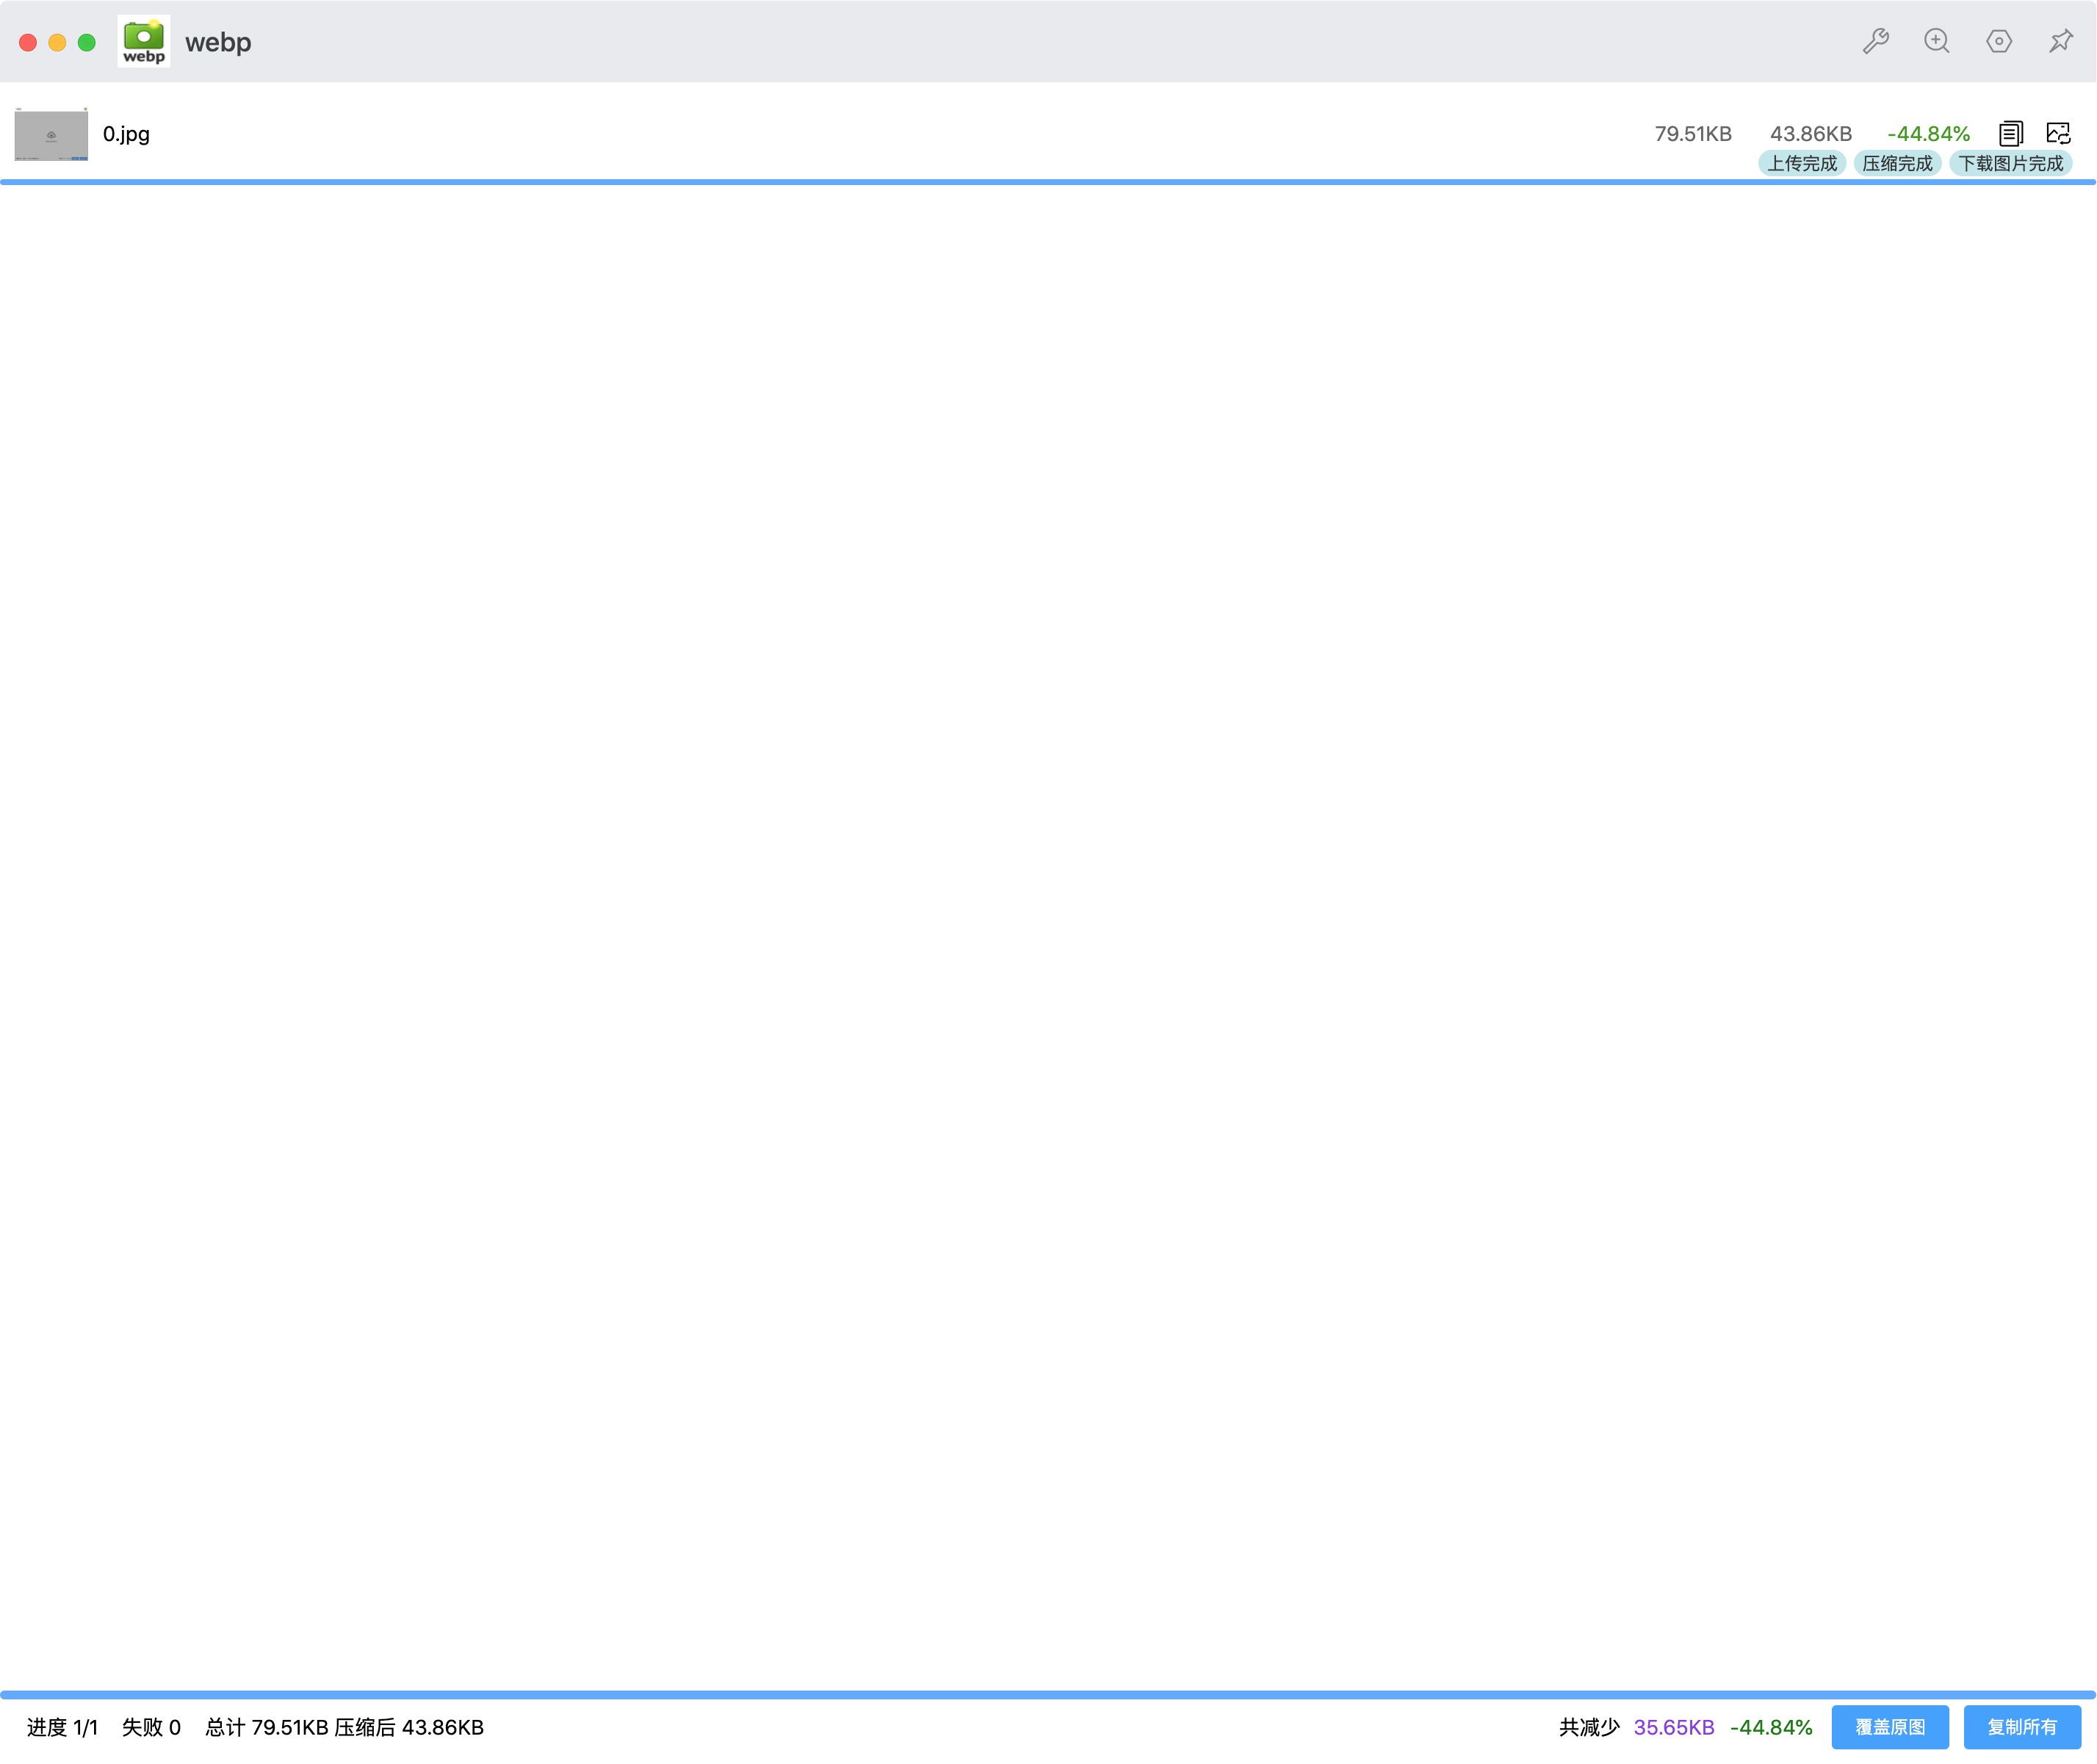 webp
webp
0.jpg
79.51KB 43.86KB -44.84%
上传完成 压缩完成 下载图片完成
进度 1/1 失败 0 总计 79.51KB 压缩后 43.86KB
共减少 35.65KB -44.84% 覆盖原图 复制所有